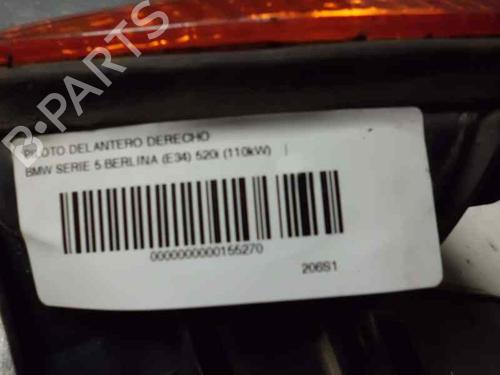 B-PARTS
PILOTO DELANTERO DERECHO
BMW SERIE 5 BERLINA (E34) 520i (110kW)
0000000000155270
206S1